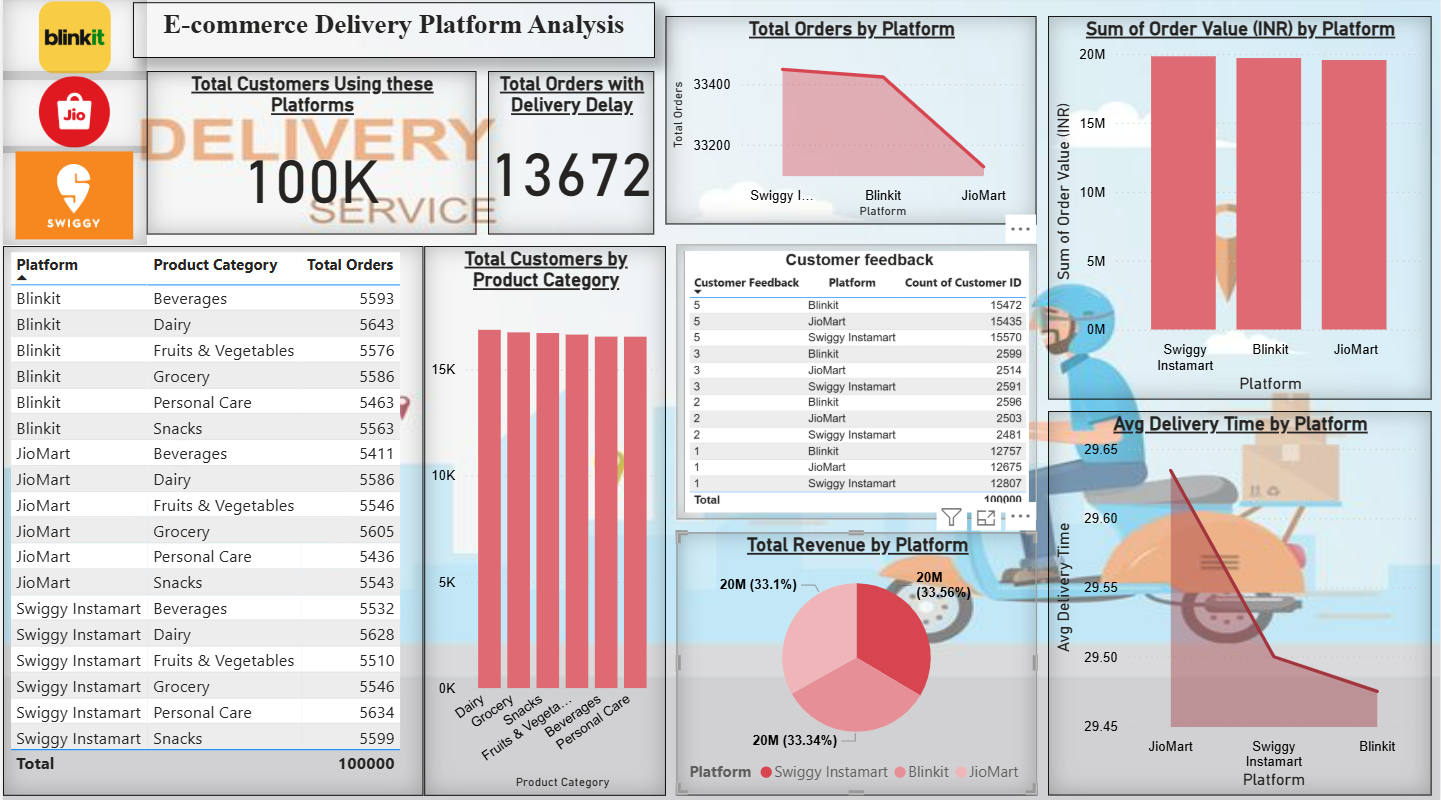 blinkit
E-commerce Delivery Platform Analysis
Jio
SWIGGY
Total Customers Using these
Platforms
DELIVERY
100K
SERVICE
Total Orders with
Delivery Delay
13672
Total Orders by Platform
Total Orders
33400
33200
Swiggy I...
Blinkit
JioMart
Platform
Sum of Order Value (INR) by Platform
Sum of Order Value (INR)
20M
15M
10M
5M
0M
Swiggy
Instamart
Blinkit
JioMart
Platform
Platform Product Category Total Orders
Blinkit Beverages 5593
Blinkit Dairy 5643
Blinkit Fruits & Vegetables 5576
Blinkit Grocery 5586
Blinkit Personal Care 5463
Blinkit Snacks 5563
JioMart Beverages 5411
JioMart Dairy 5586
JioMart Fruits & Vegetables 5546
JioMart Grocery 5605
JioMart Personal Care 5436
JioMart Snacks 5543
Swiggy Instamart Beverages 5532
Swiggy Instamart Dairy 5628
Swiggy Instamart Fruits & Vegetables 5510
Swiggy Instamart Grocery 5546
Swiggy Instamart Personal Care 5634
Swiggy Instamart Snacks 5599
Total 100000
Total Customers by
Product Category
15K
10K
5K
0K
Dairy
Grocery
Snacks
Fruits & Vegeta...
Beverages
Personal Care
Product Category
Customer feedback
Customer Feedback Platform Count of Customer ID
5 Blinkit 15472
5 JioMart 15435
5 Swiggy Instamart 15570
3 Blinkit 2599
3 JioMart 2514
3 Swiggy Instamart 2591
2 Blinkit 2596
2 JioMart 2503
2 Swiggy Instamart 2481
1 Blinkit 12757
1 JioMart 12675
1 Swiggy Instamart 12807
Total 100000
Total Revenue by Platform
20M (33.1%)
20M
(33.56%)
20M (33.34%)
Platform Swiggy Instamart Blinkit JioMart
Avg Delivery Time by Platform
Avg Delivery Time
29.65
29.60
29.55
29.50
29.45
JioMart
Swiggy
Instamart
Blinkit
Platform